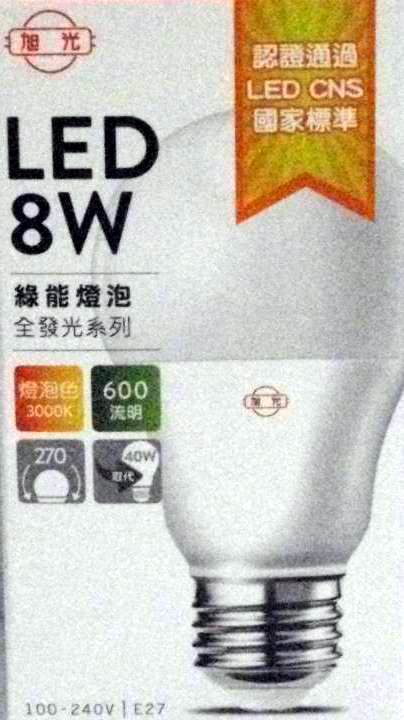 旭光
認證通過
LED CNS
國家標準
LED
8W
綠能燈泡
全發光系列
燈泡色
3000K
600
流明
270
40W
取代
旭光
100-240V | E27